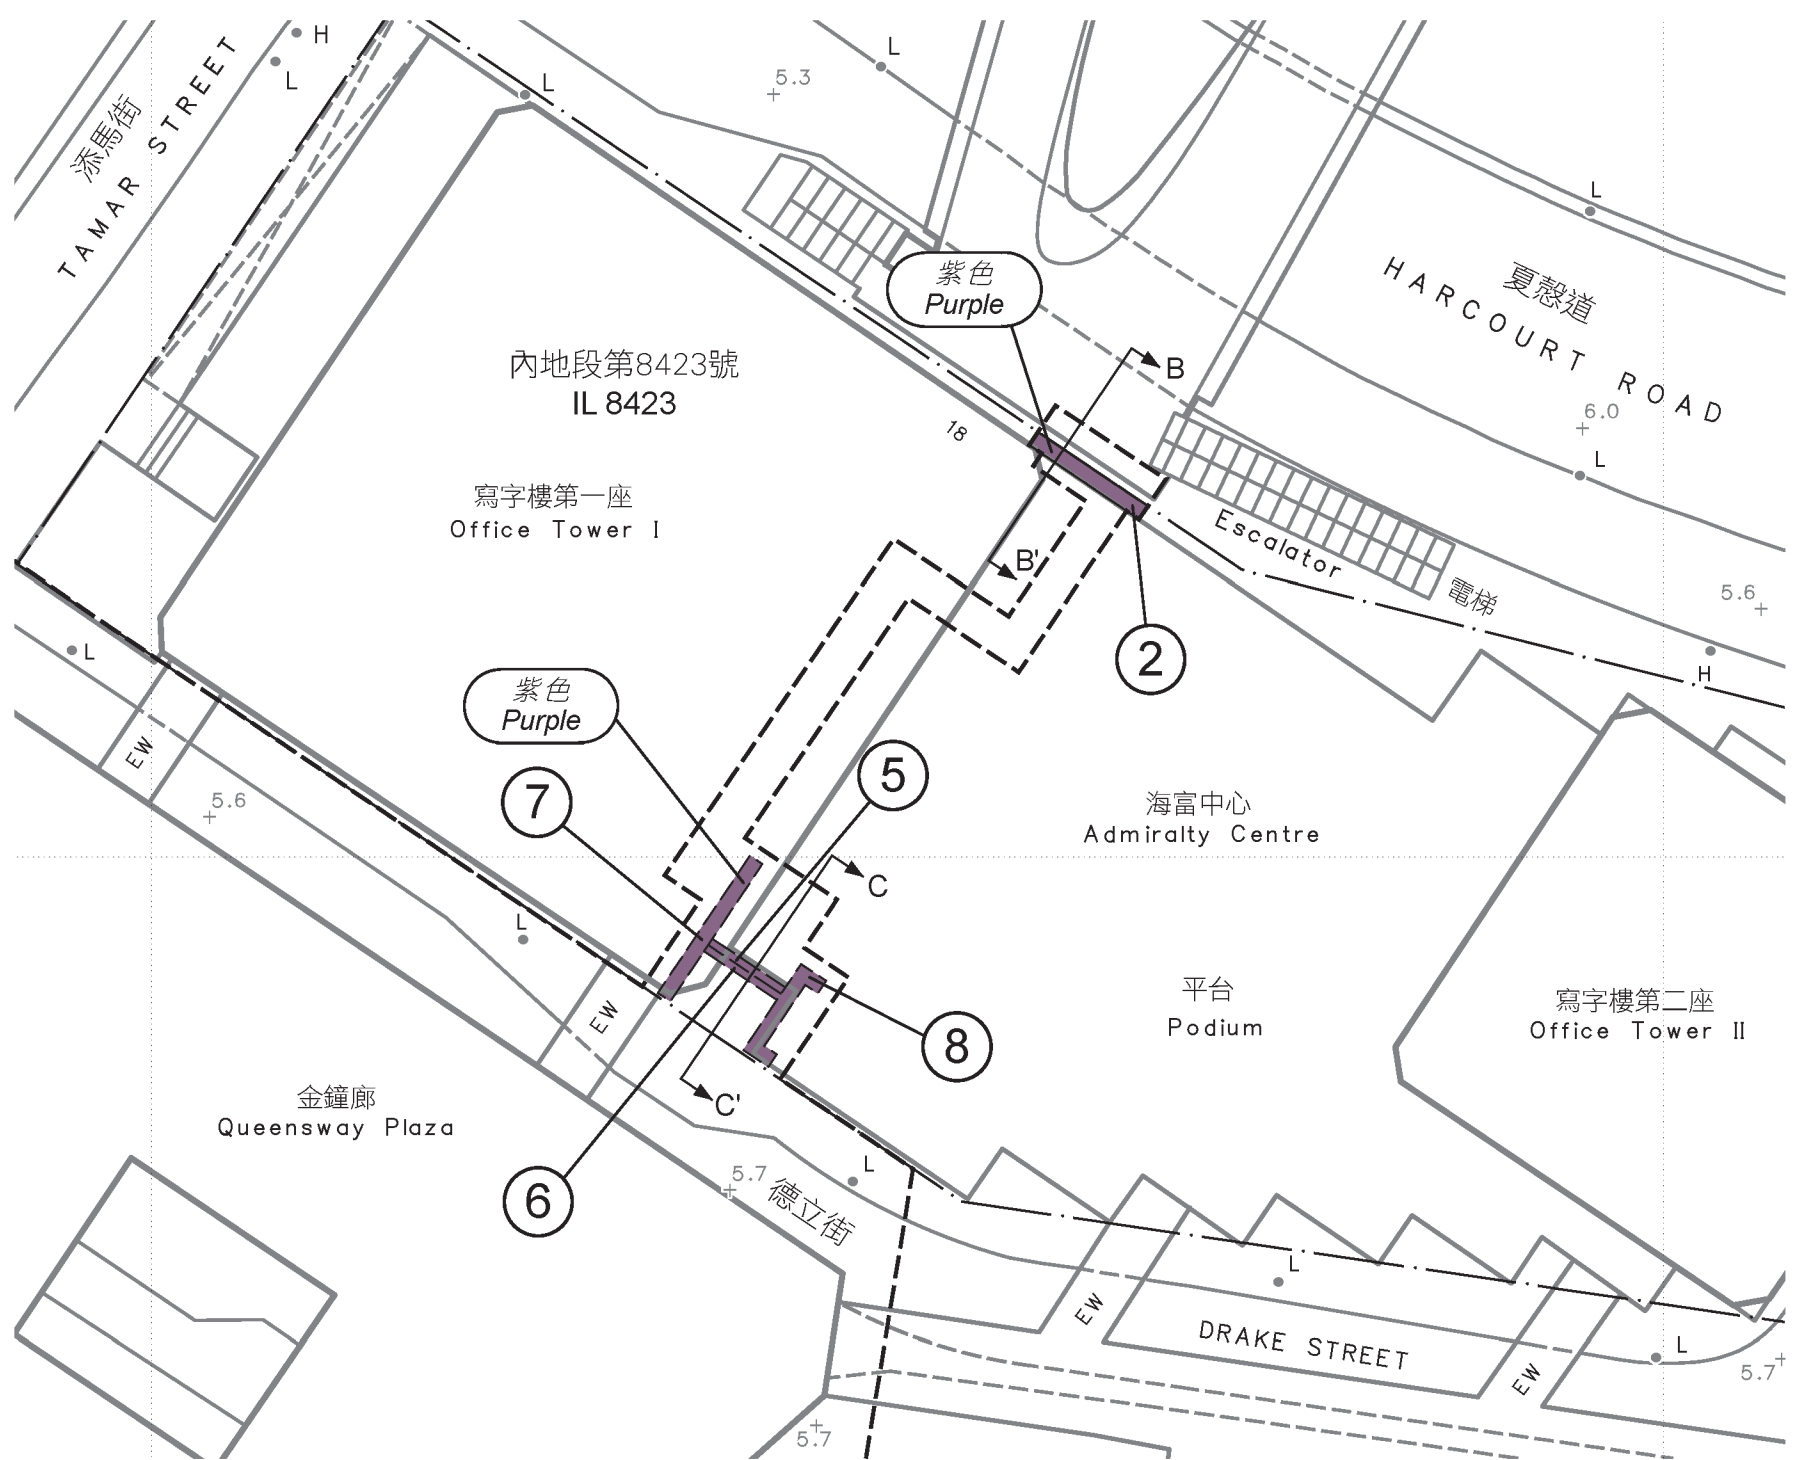 H
L
添馬街
TAMAR STREET
L
5.3
L
L
夏慤道
HARCOURT ROAD
紫色
Purple
內地段第8423號
IL 8423
B
18
6.0
L
寫字樓第一座
Office Tower I
Escalator
電梯
B'
5.6
2
L
H
紫色
Purple
EW
5.6
7
5
海富中心
Admiralty Centre
C
L
平台
Podium
寫字樓第二座
Office Tower II
EW
8
金鐘廊
Queensway Plaza
C'
6
5.7
德立街
L
L
EW
DRAKE STREET
L
EW
5.7
5.7